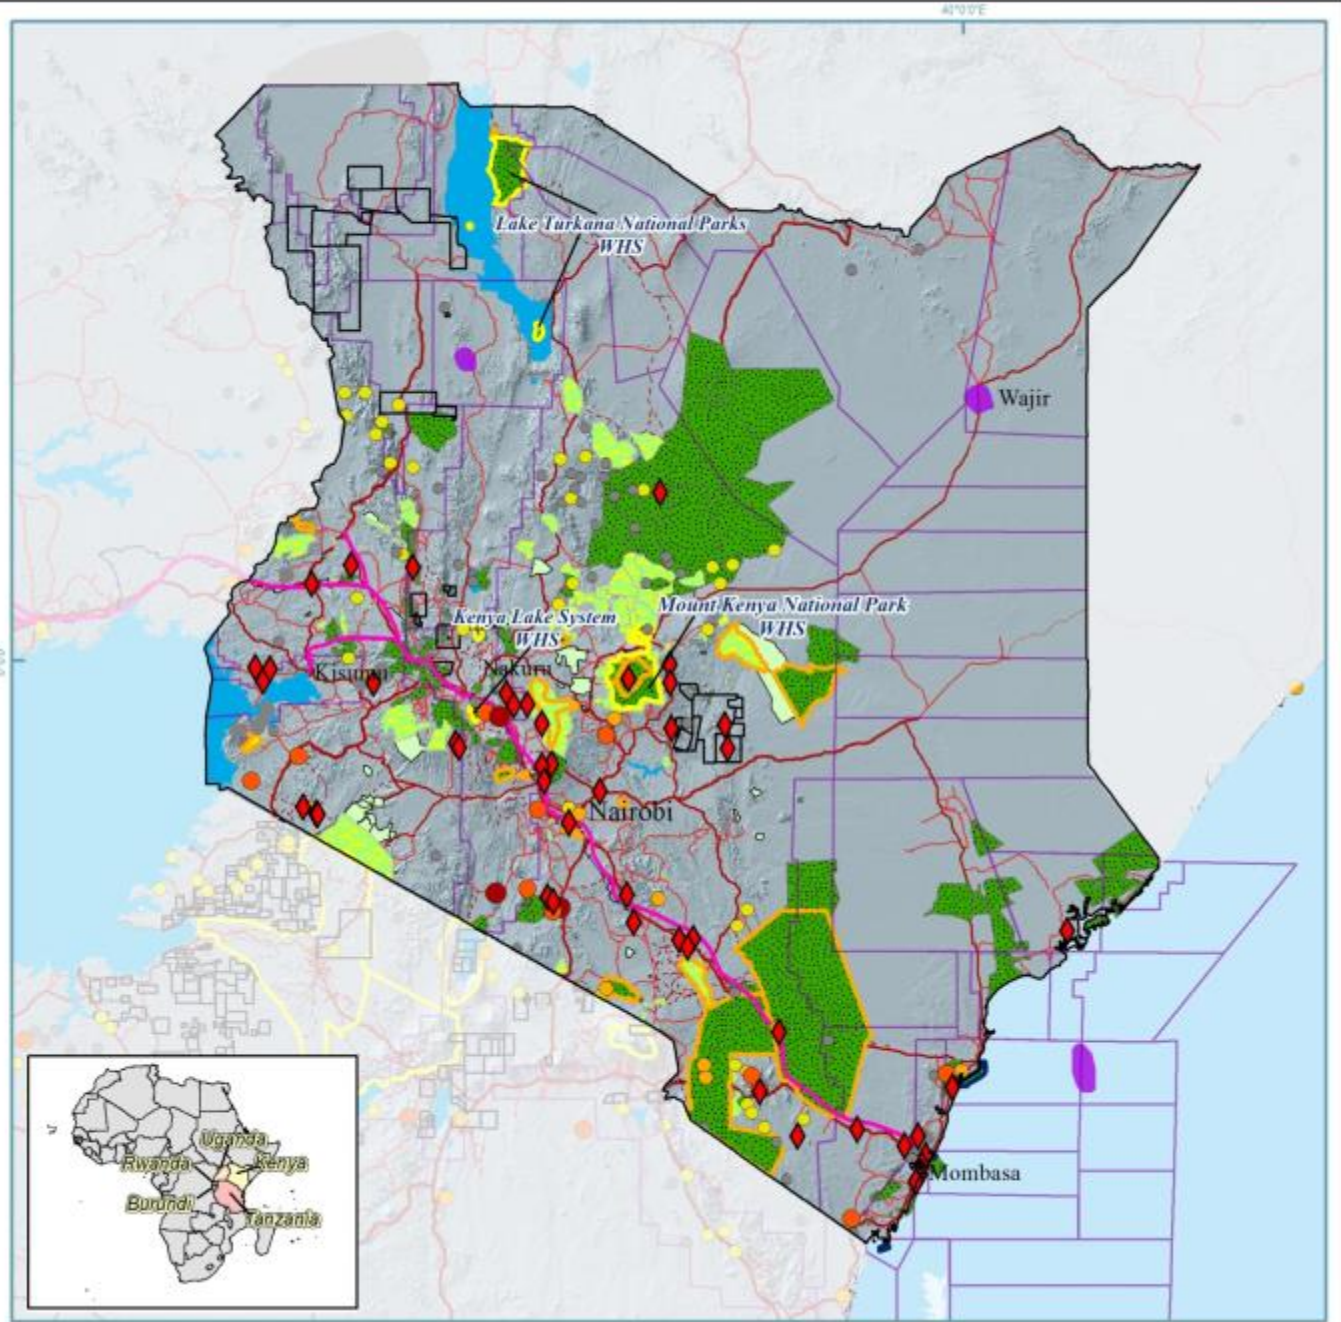 40°0'0"E
Lake Turkana National Parks
WHS
Wajir
Kenya Lake System
WHS
Mount Kenya National Park
WHS
Kisumu
Nakuru
Nairobi
Mombasa
Uganda
Rwanda
Kenya
Burundi
Tanzania